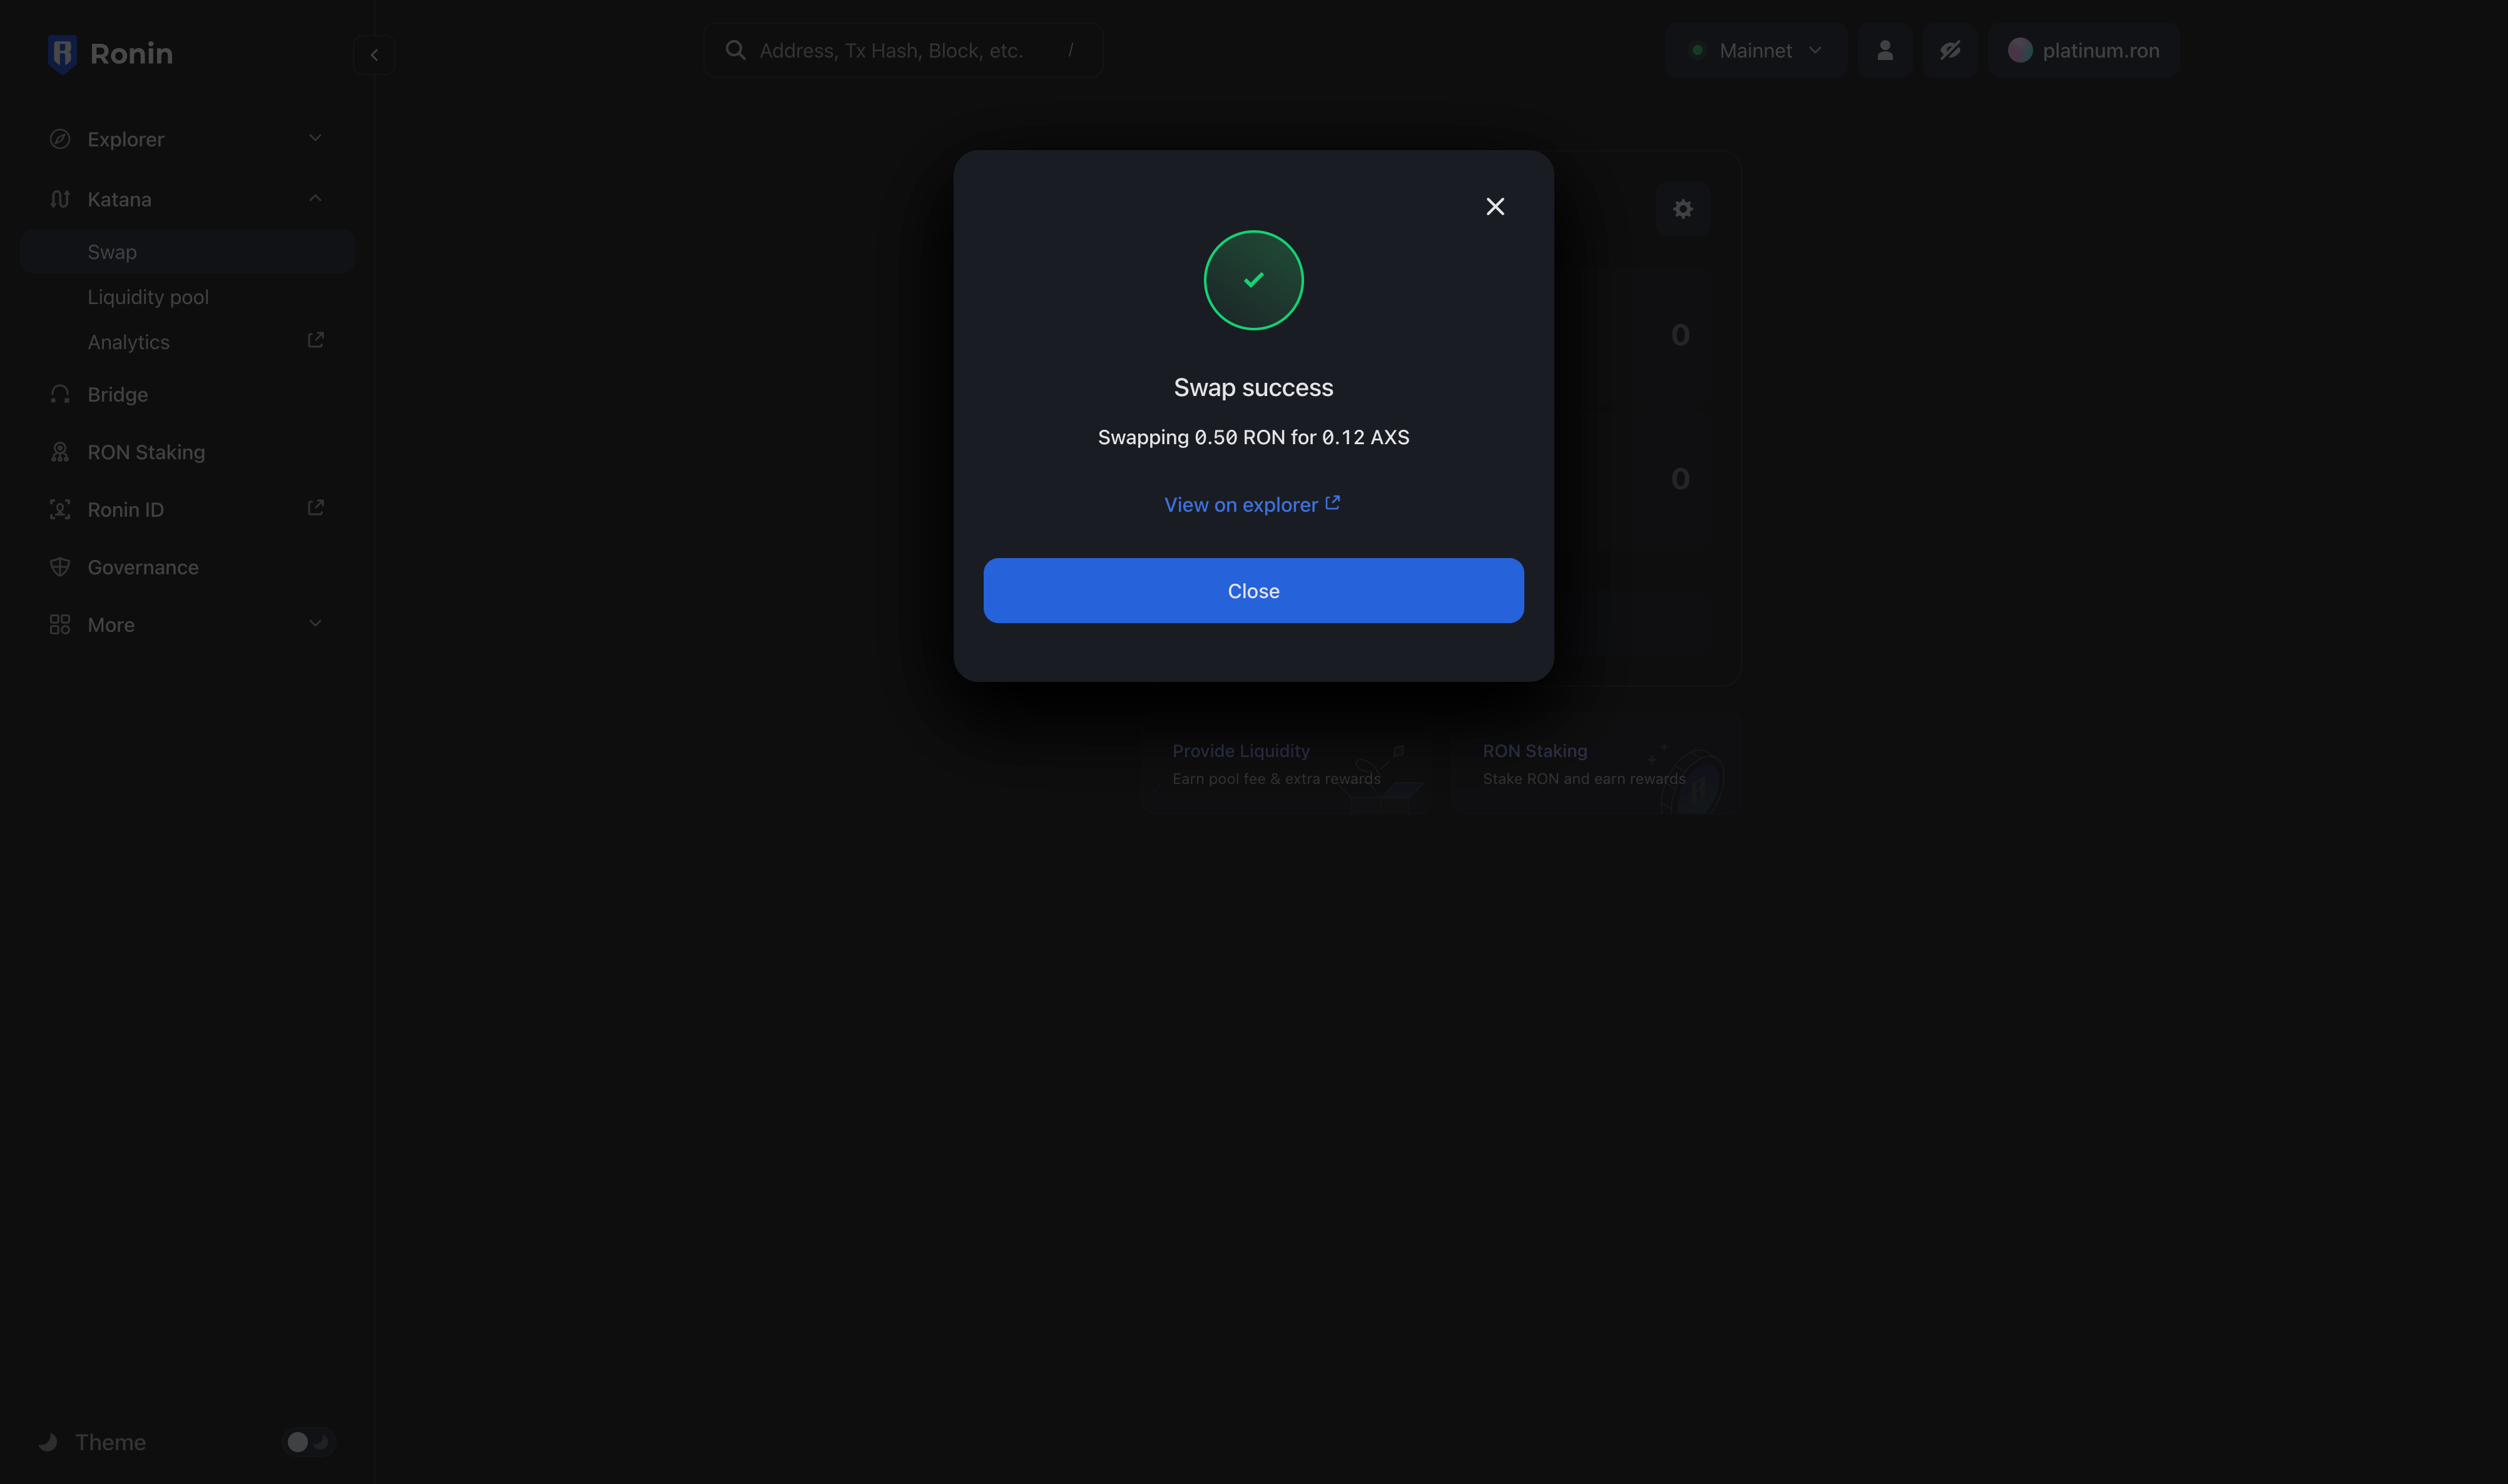 Ronin
Address, Tx Hash, Block, etc. /
Mainnet
platinum.ron
Explorer
Katana
Swap
Liquidity pool
Analytics
Bridge
RON Staking
Ronin ID
Governance
More
Swap success
Swapping 0.50 RON for 0.12 AXS
View on explorer
Close
0
0
Provide Liquidity
Earn pool fee & extra rewards
RON Staking
Stake RON and earn rewards
Theme